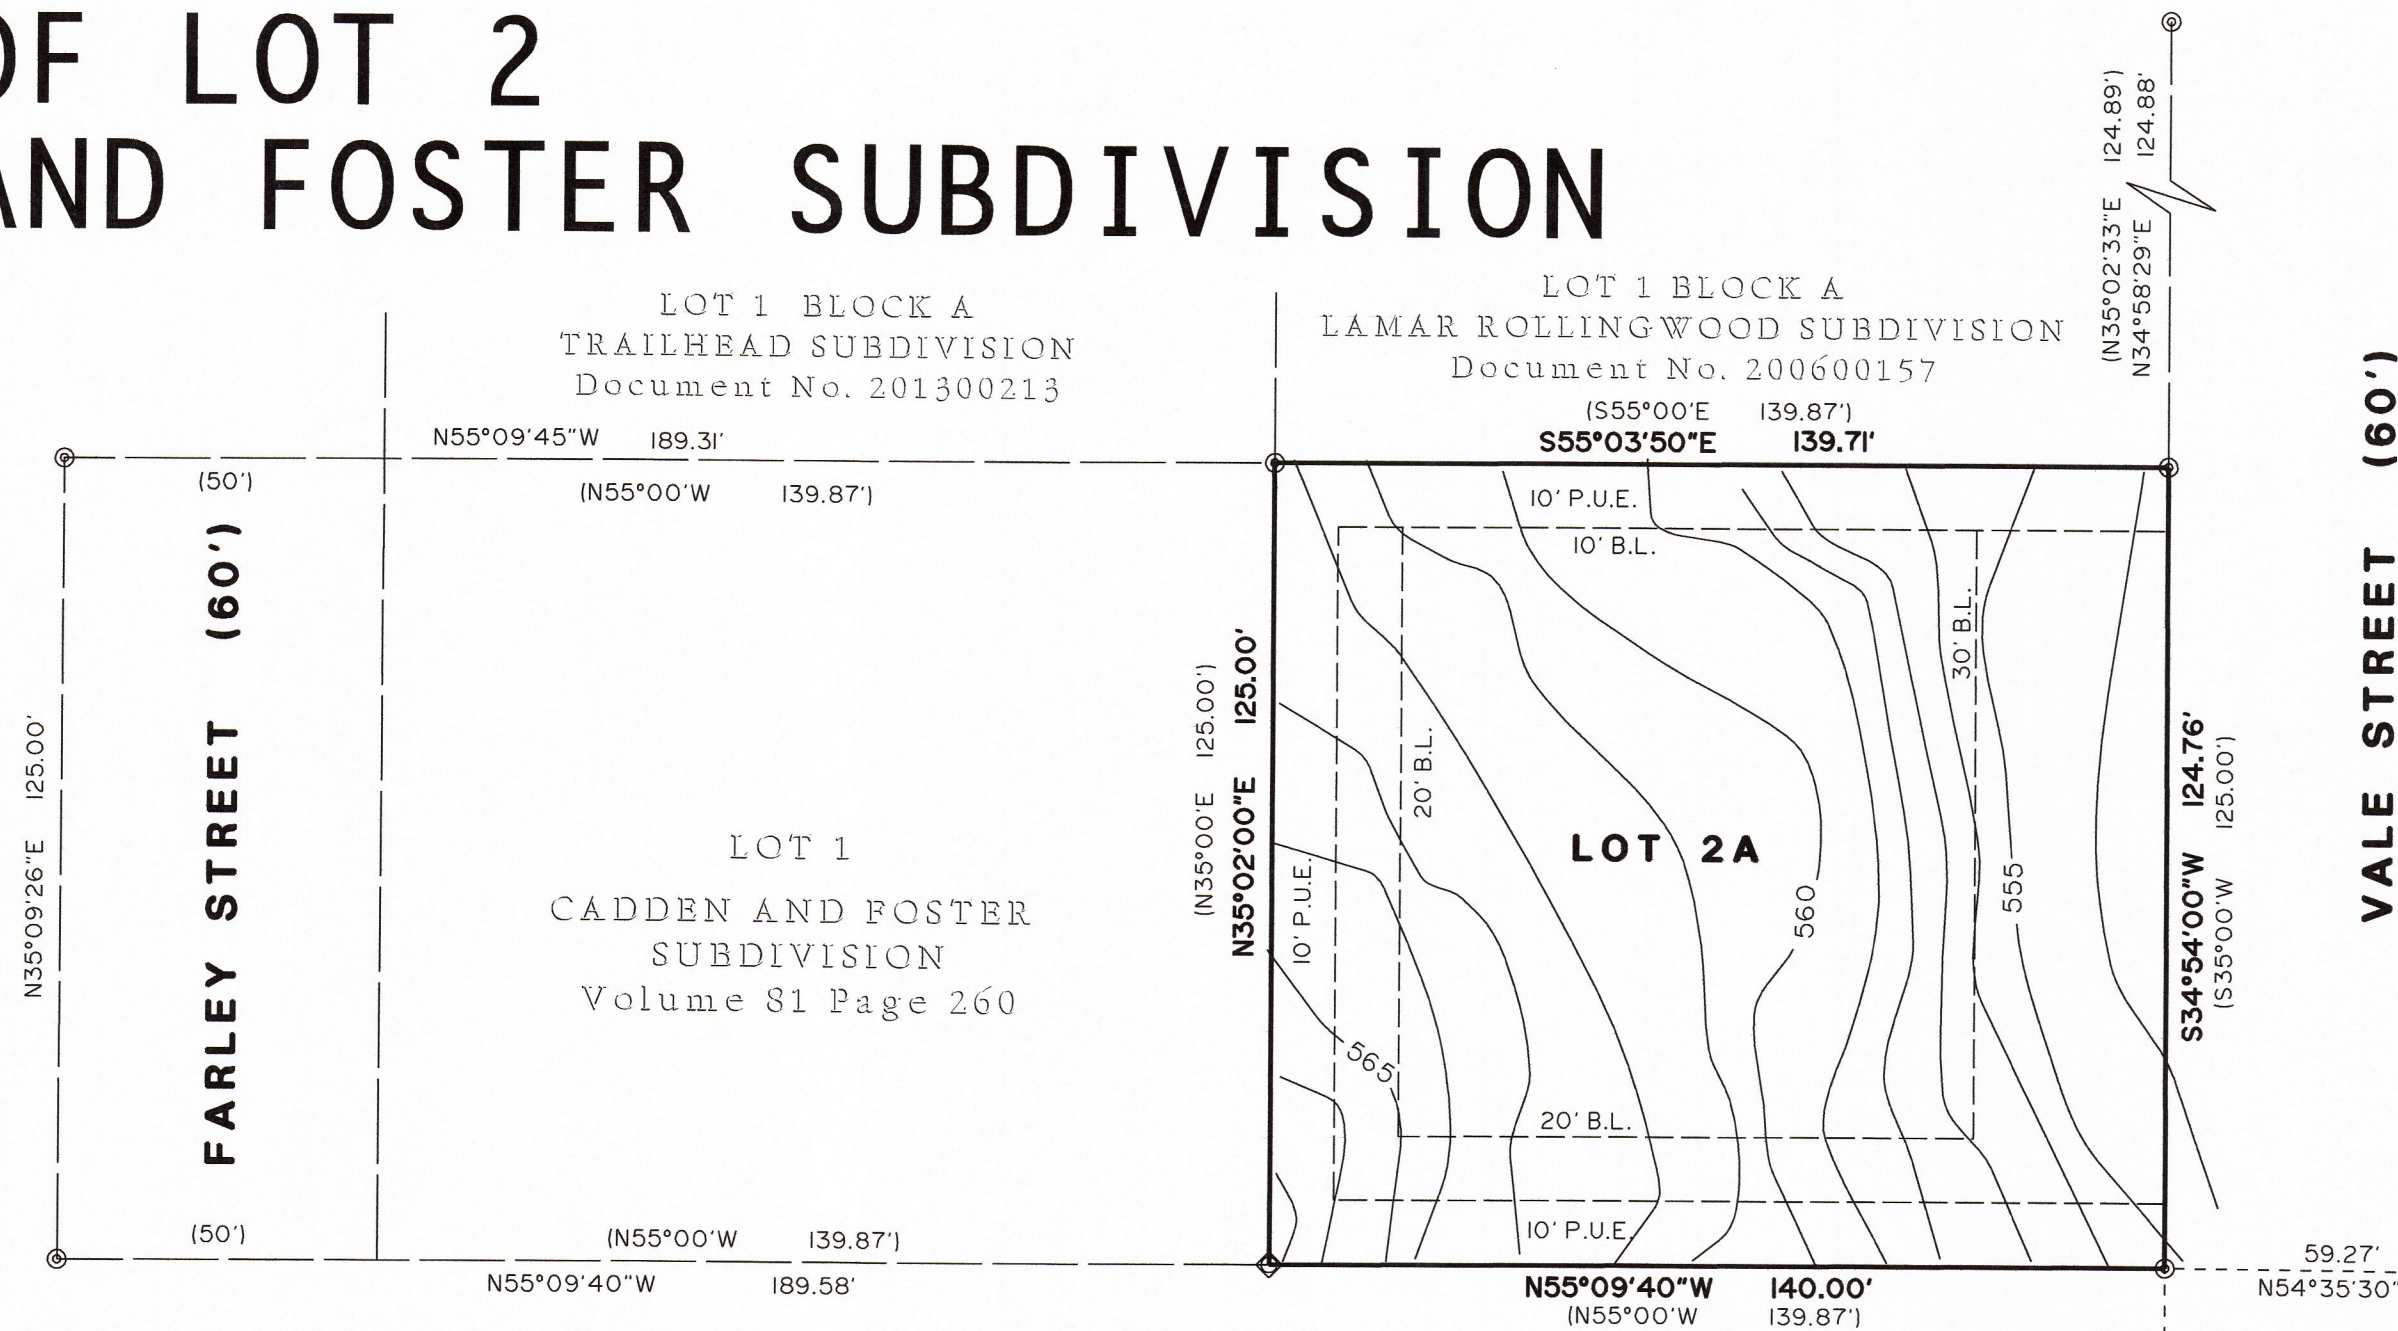 OF LOT 2
AND FOSTER SUBDIVISION
(N35°02'33"E 124.89')
N34°58'29"E 124.88'
LOT 1 BLOCK A
TRAILHEAD SUBDIVISION
Document No. 201300213
LOT 1 BLOCK A
LAMAR ROLLINGWOOD SUBDIVISION
Document No. 200600157
(S55°00'E 139.87')
S55°03'50"E 139.71'
N55°09'45"W 189.31'
(50')
(N55°00'W 139.87')
10' P.U.E.
10' B.L.
FARLEY STREET (60')
N35°09'26"E 125.00'
(N35°00'E 125.00')
N35°02'00"E 125.00'
10' P.U.E.
20' B.L.
30' B.L.
LOT 2A
560
555
565
S34°54'00"W 124.76'
(S35°00'W 125.00')
VALE STREET (60')
LOT 1
CADDEN AND FOSTER
SUBDIVISION
Volume 81 Page 260
20' B.L.
10' P.U.E.
(50')
(N55°00'W 139.87')
N55°09'40"W 189.58'
N55°09'40"W 140.00'
(N55°00'W 139.87')
59.27'
N54°35'30"